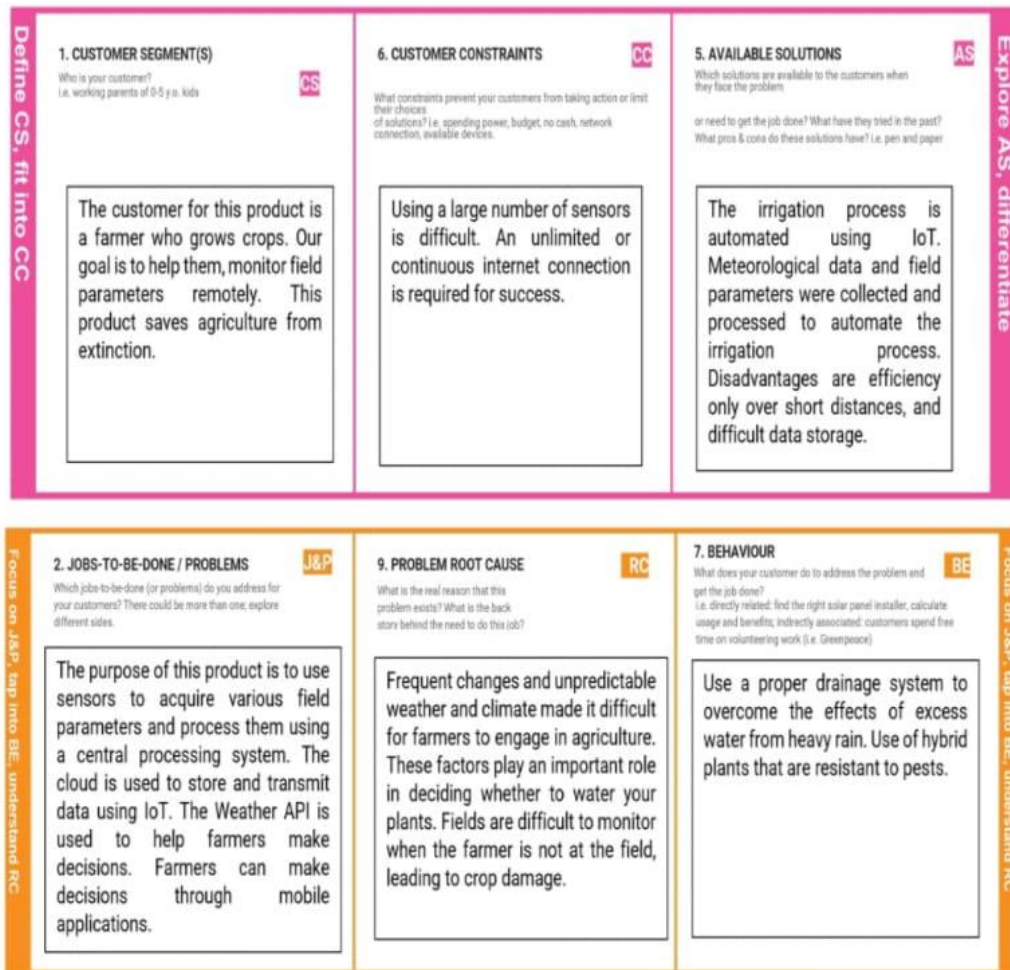 Define CS, fit into CC
1. CUSTOMER SEGMENT(S)
Who is your customer?
i.e. working parents of 0-5 y.o. kids
CS
The customer for this product is
a farmer who grows crops. Our
goal is to help them, monitor field
parameters remotely. This
product saves agriculture from
extinction.
6. CUSTOMER CONSTRAINTS
CC
What constraints prevent your customers from taking action or limit
their choices
of solutions? i.e. spending power, budget, no cash, network
connection, available devices.
Using a large number of sensors
is difficult. An unlimited or
continuous internet connection
is required for success.
5. AVAILABLE SOLUTIONS
AS
Which solutions are available to the customers when
they face the problem
or need to get the job done? What have they tried in the past?
What pros & cons do these solutions have? i.e. pen and paper
The irrigation process is
automated using IoT.
Meteorological data and field
parameters were collected and
processed to automate the
irrigation process.
Disadvantages are efficiency
only over short distances, and
difficult data storage.
Explore AS, differentiate
Focus on J&P, tap into BE, understand RC
2. JOBS-TO-BE-DONE / PROBLEMS
J&P
Which jobs-to-be-done (or problems) do you address for
your customers? There could be more than one; explore
different sides.
The purpose of this product is to use
sensors to acquire various field
parameters and process them using
a central processing system. The
cloud is used to store and transmit
data using IoT. The Weather API is
used to help farmers make
decisions. Farmers can make
decisions through mobile
applications.
9. PROBLEM ROOT CAUSE
RC
What is the real reason that this
problem exists? What is the back
story behind the need to do this job?
Frequent changes and unpredictable
weather and climate made it difficult
for farmers to engage in agriculture.
These factors play an important role
in deciding whether to water your
plants. Fields are difficult to monitor
when the farmer is not at the field,
leading to crop damage.
7. BEHAVIOUR
BE
What does your customer do to address the problem and
get the job done?
i.e. directly related: find the right solar panel installer, calculate
usage and benefits; indirectly associated: customers spend free
time on volunteering work (i.e. Greenpeace)
Use a proper drainage system to
overcome the effects of excess
water from heavy rain. Use of hybrid
plants that are resistant to pests.
Focus on J&P, tap into BE, understand RC